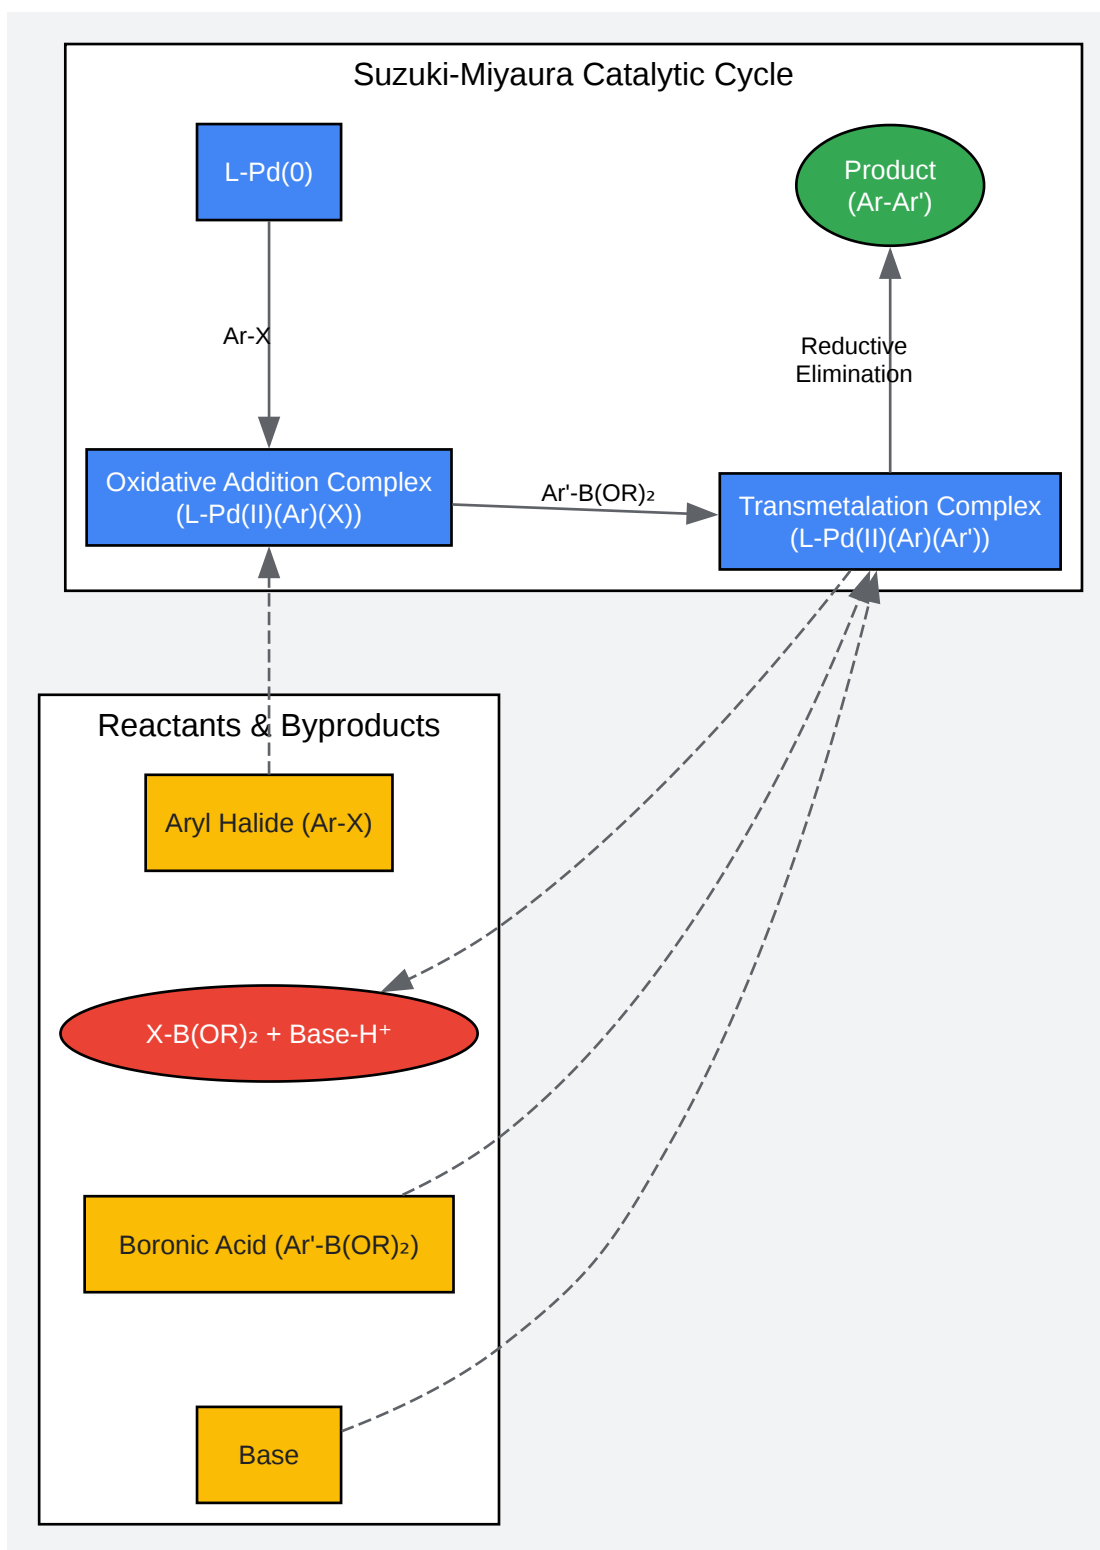 Suzuki-Miyaura Catalytic Cycle
L-Pd(0)
Product
(Ar-Ar')
Ar-X
Reductive
Elimination
Oxidative Addition Complex
(L-Pd(II)(Ar)(X))
Ar'-B(OR)₂
Transmetalation Complex
(L-Pd(II)(Ar)(Ar'))
Reactants & Byproducts
Aryl Halide (Ar-X)
X-B(OR)₂ + Base-H⁺
Boronic Acid (Ar'-B(OR)₂)
Base